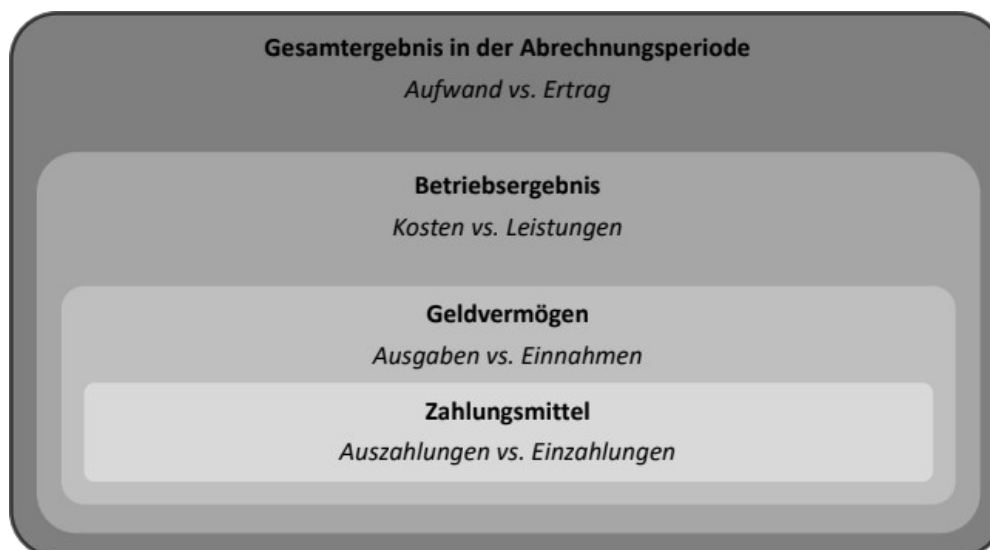 Gesamtergebnis in der Abrechnungsperiode
Aufwand vs. Ertrag
Betriebsergebnis
Kosten vs. Leistungen
Geldvermögen
Ausgaben vs. Einnahmen
Zahlungsmittel
Auszahlungen vs. Einzahlungen